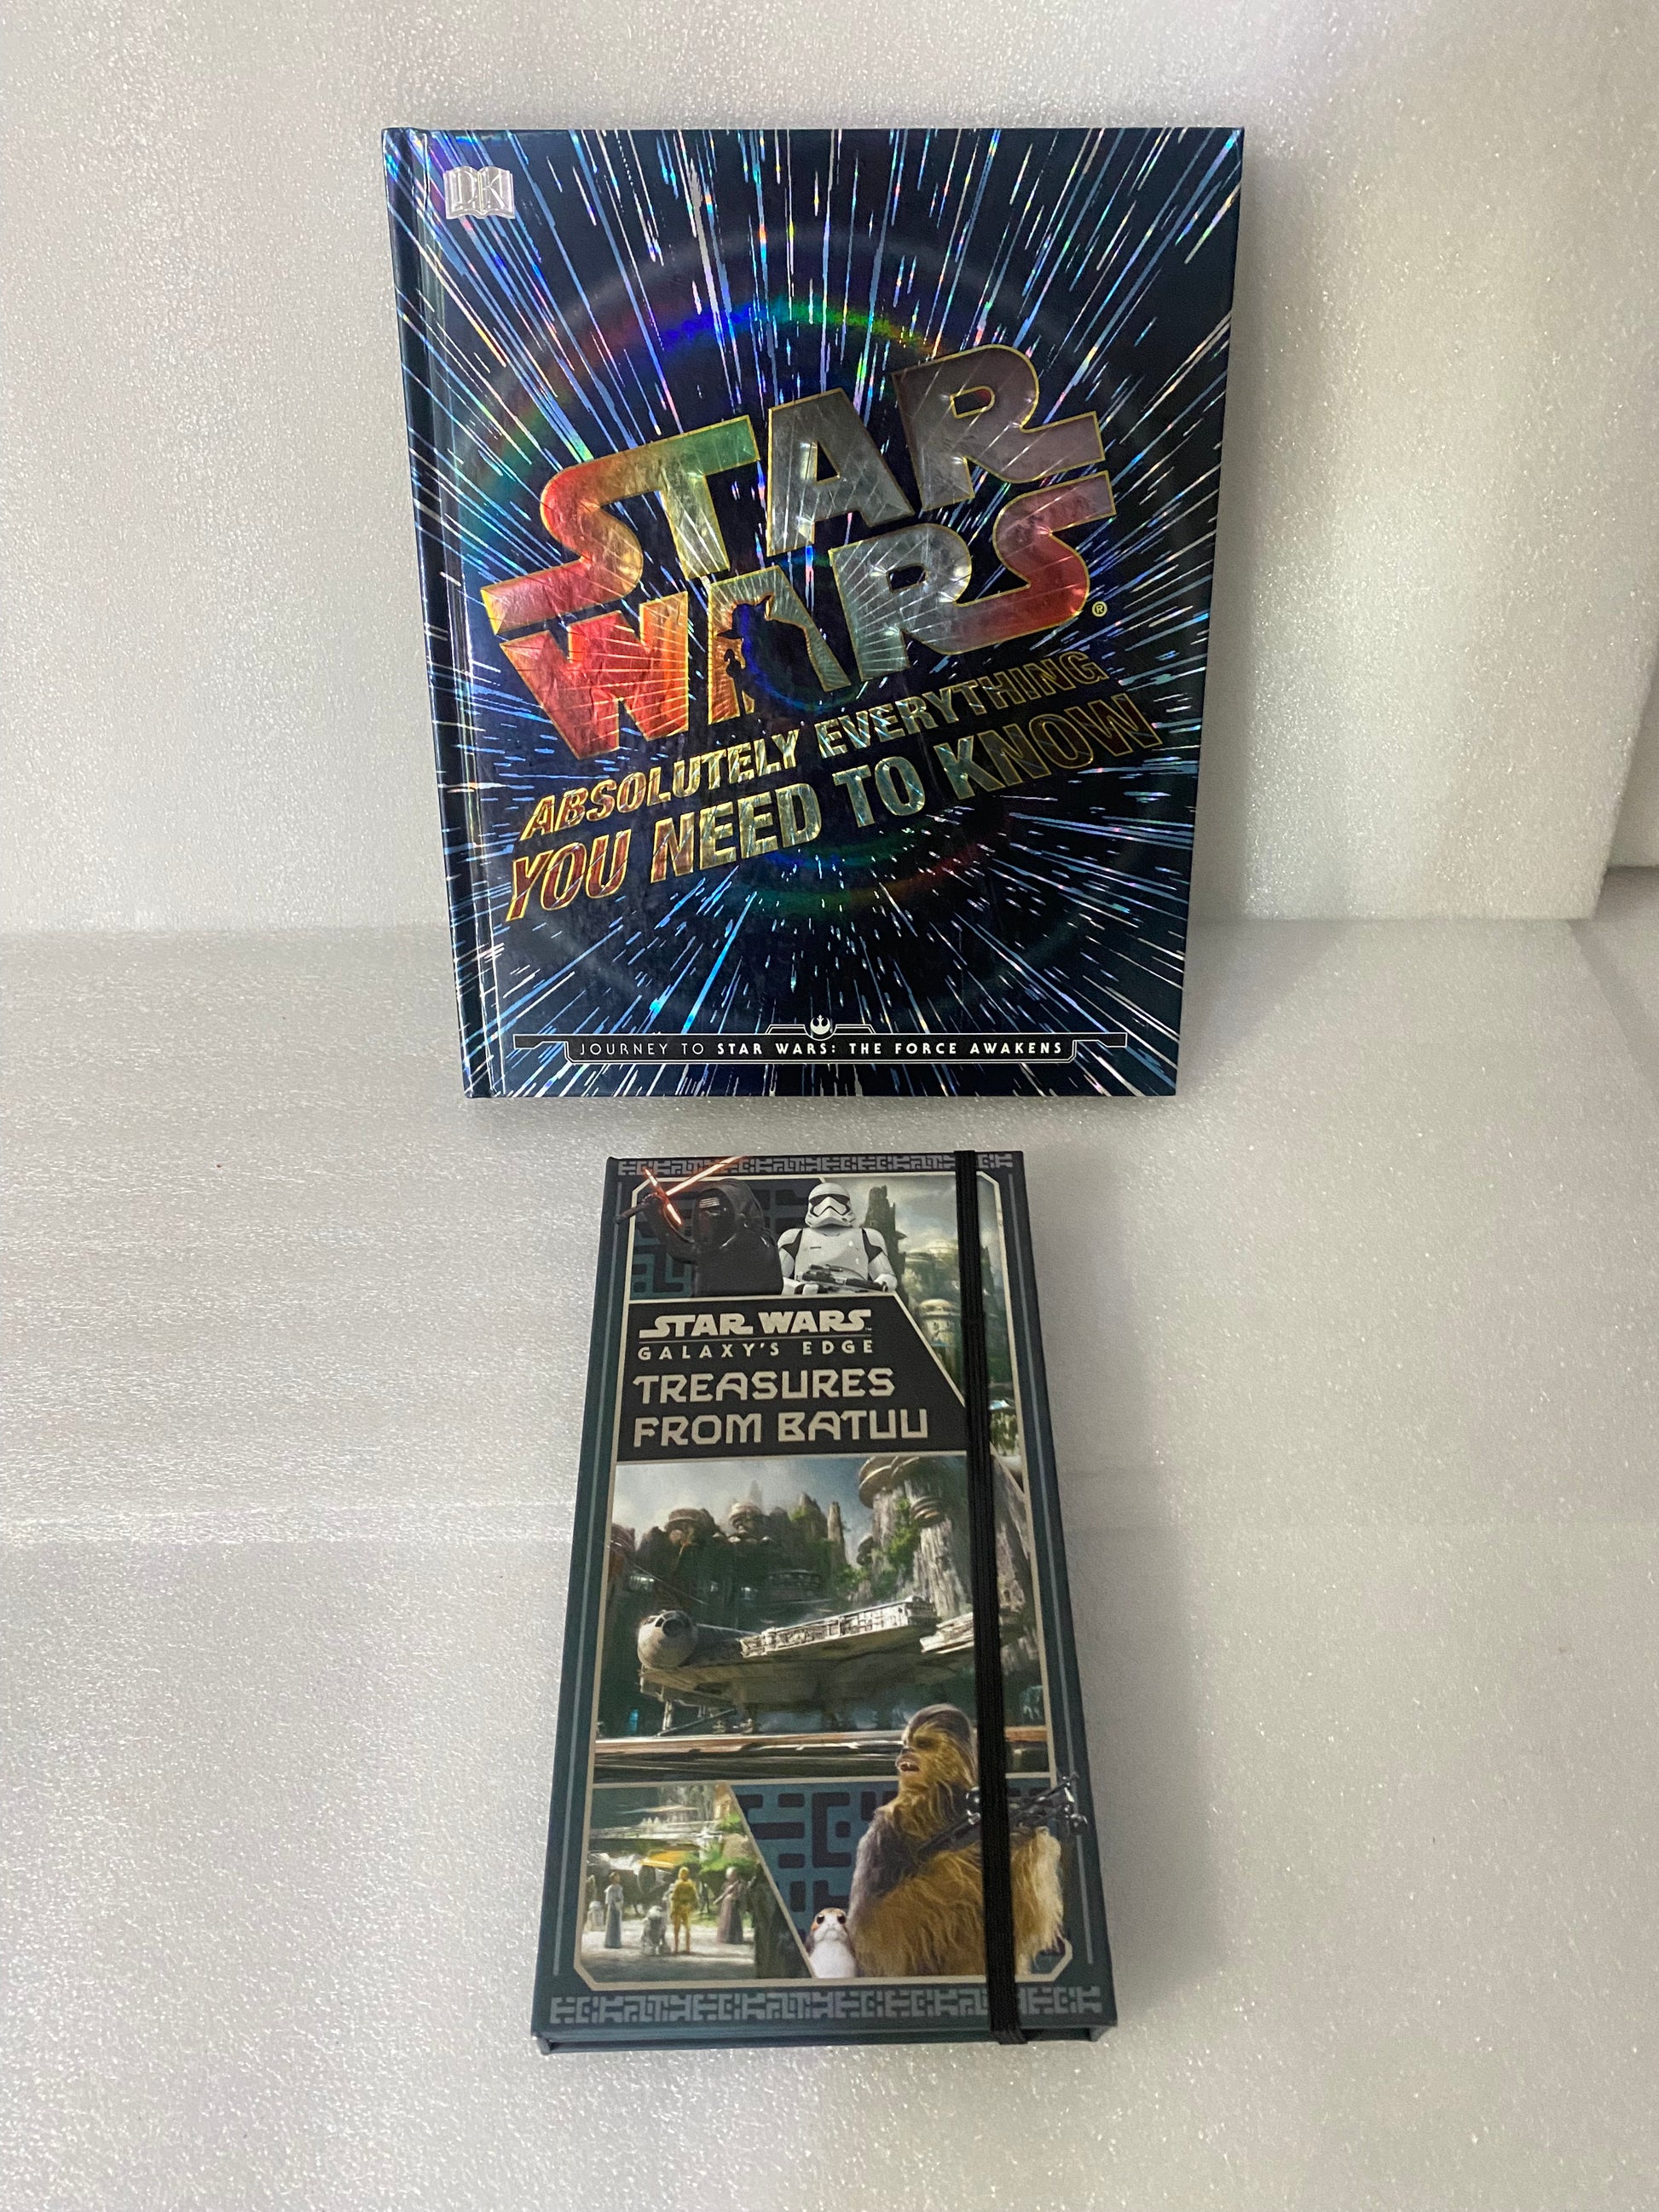 DK
STAR
WARS®
ABSOLUTELY EVERYTHING
YOU NEED TO KNOW
JOURNEY TO STAR WARS: THE FORCE AWAKENS
STAR WARS™
GALAXY'S EDGE
TREASURES
FROM BATUU